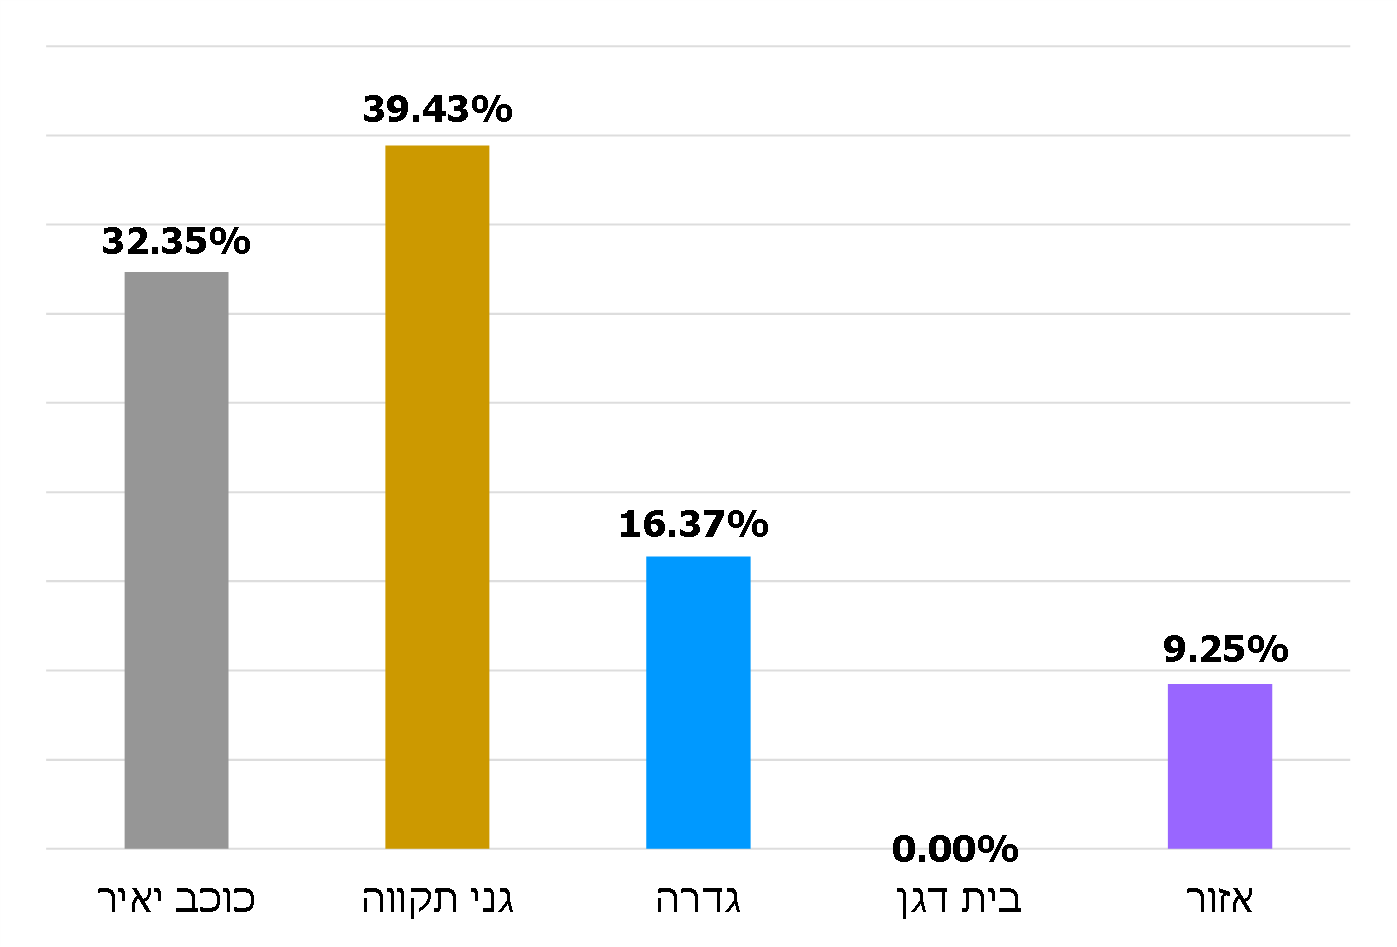 39.43%
32.35%
16.37%
9.25%
0.00%
אזור
בית דגן
גדרה
גני תקווה
כוכב יאיר